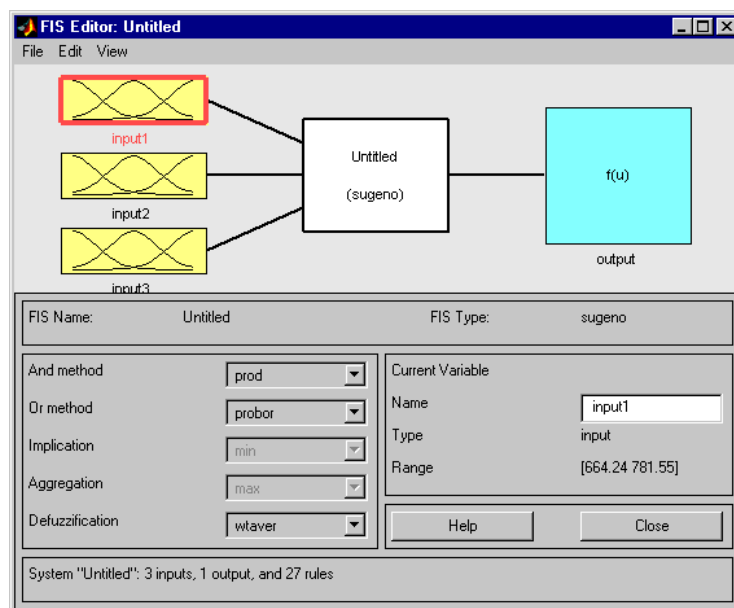 FIS Editor: Untitled
File Edit View
input1
input2
input3
Untitled
(sugeno)
f(u)
output
FIS Name: Untitled FIS Type: sugeno
And method prod
Or method probor
Implication min
Aggregation max
Defuzzification wtaver
Current Variable
Name input1
Type input
Range [664.24 781.55]
Help Close
System "Untitled": 3 inputs, 1 output, and 27 rules